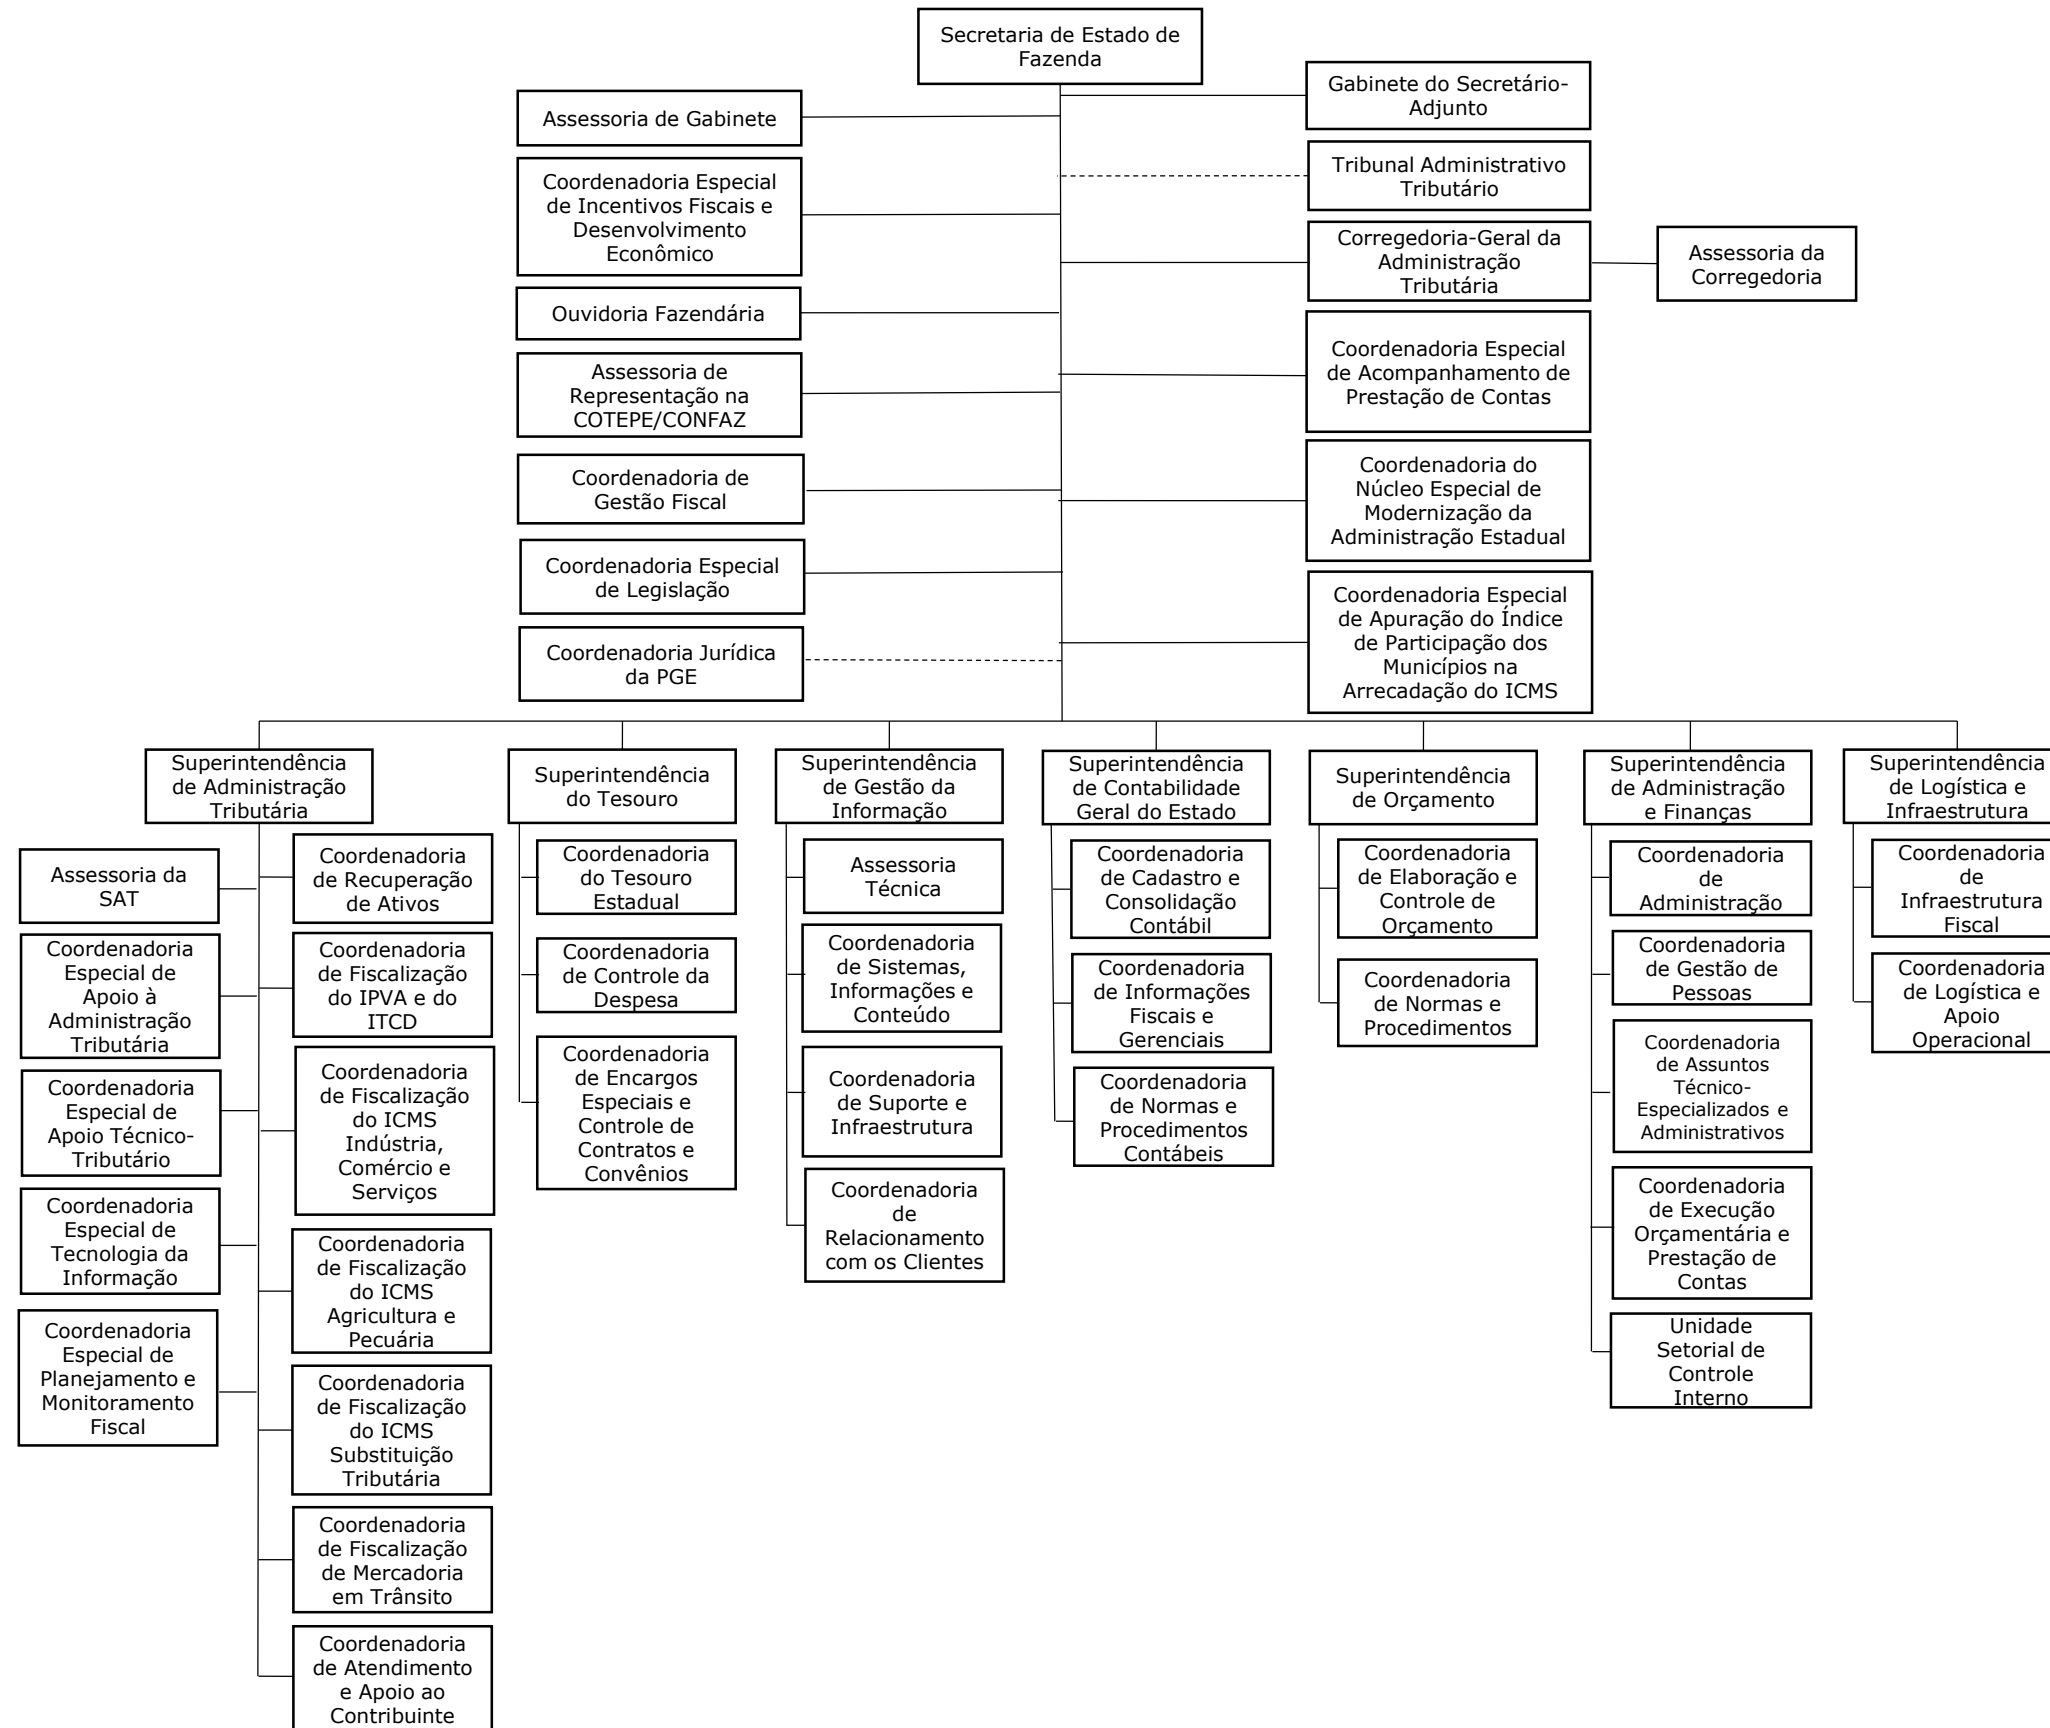 Secretaria de Estado de
Fazenda
Assessoria de Gabinete
Coordenadoria Especial
de Incentivos Fiscais e
Desenvolvimento
Econômico
Ouvidoria Fazendária
Assessoria de
Representação na
COTEPE/CONFAZ
Coordenadoria de
Gestão Fiscal
Coordenadoria Especial
de Legislação
Coordenadoria Jurídica
da PGE
Gabinete do Secretário-
Adjunto
Tribunal Administrativo
Tributário
Corregedoria-Geral da
Administração
Tributária
Assessoria da
Corregedoria
Coordenadoria Especial
de Acompanhamento de
Prestação de Contas
Coordenadoria do
Núcleo Especial de
Modernização da
Administração Estadual
Coordenadoria Especial
de Apuração do Índice
de Participação dos
Municípios na
Arrecadação do ICMS
Superintendência
de Administração
Tributária
Assessoria da
SAT
Coordenadoria
Especial de
Apoio à
Administração
Tributária
Coordenadoria
Especial de
Apoio Técnico-
Tributário
Coordenadoria
Especial de
Tecnologia da
Informação
Coordenadoria
Especial de
Planejamento e
Monitoramento
Fiscal
Coordenadoria
de Recuperação
de Ativos
Coordenadoria
de Fiscalização
do IPVA e do
ITCD
Coordenadoria
de Fiscalização
do ICMS
Indústria,
Comércio e
Serviços
Coordenadoria
de Fiscalização
do ICMS
Agricultura e
Pecuária
Coordenadoria
de Fiscalização
do ICMS
Substituição
Tributária
Coordenadoria
de Fiscalização
de Mercadoria
em Trânsito
Coordenadoria
de Atendimento
e Apoio ao
Contribuinte
Superintendência
do Tesouro
Coordenadoria
do Tesouro
Estadual
Coordenadoria
de Controle da
Despesa
Coordenadoria
de Encargos
Especiais e
Controle de
Contratos e
Convênios
Superintendência
de Gestão da
Informação
Assessoria
Técnica
Coordenadoria
de Sistemas,
Informações e
Conteúdo
Coordenadoria
de Suporte e
Infraestrutura
Coordenadoria
de
Relacionamento
com os Clientes
Superintendência
de Contabilidade
Geral do Estado
Coordenadoria
de Cadastro e
Consolidação
Contábil
Coordenadoria
de Informações
Fiscais e
Gerenciais
Coordenadoria
de Normas e
Procedimentos
Contábeis
Superintendência
de Orçamento
Coordenadoria
de Elaboração e
Controle de
Orçamento
Coordenadoria
de Normas e
Procedimentos
Superintendência
de Administração
e Finanças
Coordenadoria
de
Administração
Coordenadoria
de Gestão de
Pessoas
Coordenadoria
de Assuntos
Técnico-
Especializados e
Administrativos
Coordenadoria
de Execução
Orçamentária e
Prestação de
Contas
Unidade
Setorial de
Controle
Interno
Superintendência
de Logística e
Infraestrutura
Coordenadoria
de
Infraestrutura
Fiscal
Coordenadoria
de Logística e
Apoio
Operacional